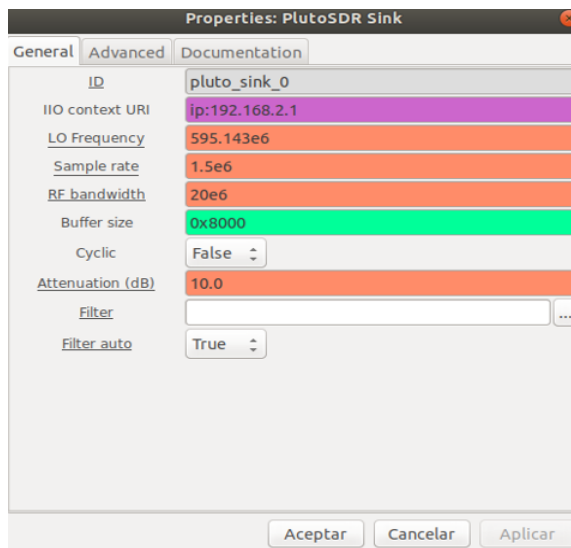 Properties: PlutoSDR Sink
General Advanced Documentation
ID pluto_sink_0
IIO context URI ip:192.168.2.1
LO Frequency 595.143e6
Sample rate 1.5e6
RF bandwidth 20e6
Buffer size 0x8000
Cyclic False
Attenuation (dB) 10.0
Filter ...
Filter auto True
Aceptar Cancelar Aplicar